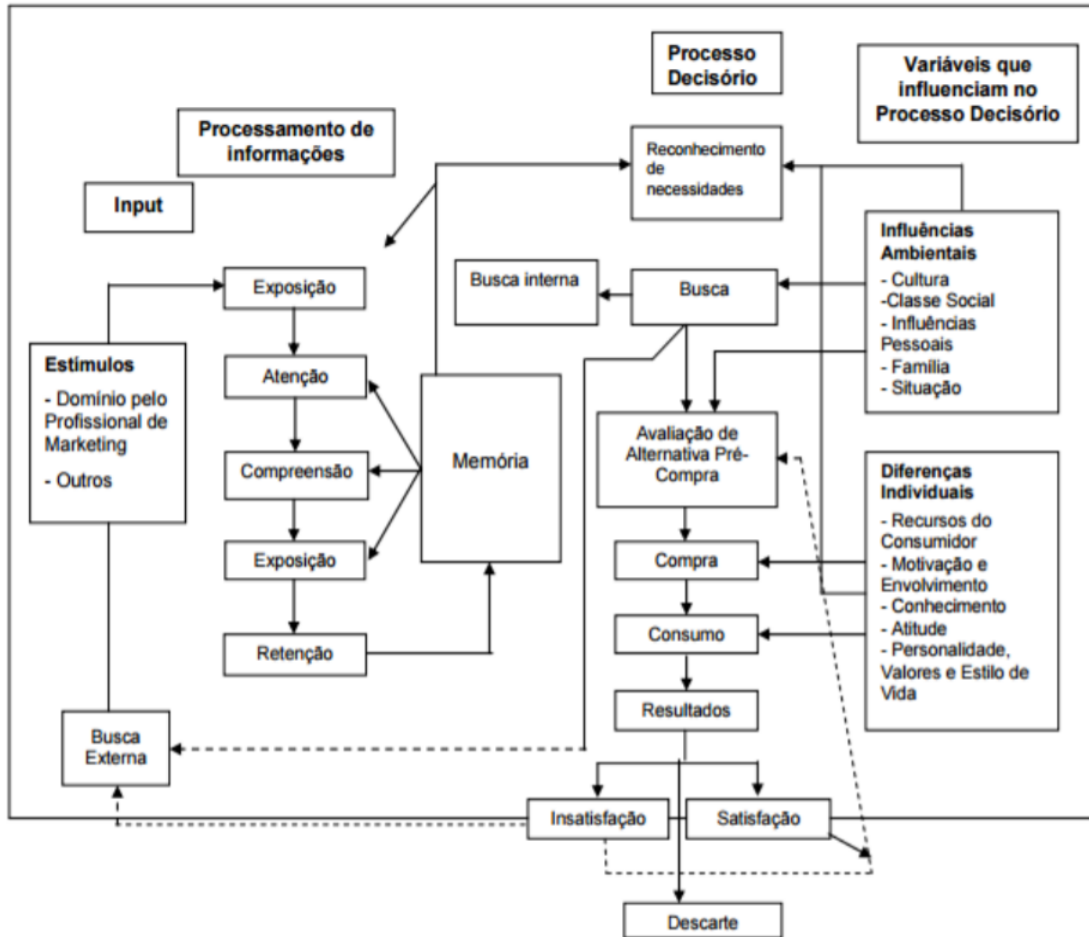 Processo
Decisório
Variáveis que
influenciam no
Processo Decisório
Processamento de
informações
Input
Reconhecimento
de
necessidades
Influências
Ambientais
- Cultura
-Classe Social
- Influências
Pessoais
- Família
- Situação
Busca interna
Busca
Exposição
Estímulos
- Domínio pelo
Profissional de
Marketing
- Outros
Atenção
Compreensão
Exposição
Retenção
Memória
Avaliação de
Alternativa Pré-
Compra
Diferenças
Individuais
- Recursos do
Consumidor
- Motivação e
Envolvimento
- Conhecimento
- Atitude
- Personalidade,
Valores e Estilo de
Vida
Compra
Consumo
Resultados
Busca
Externa
Insatisfação
Satisfação
Descarte